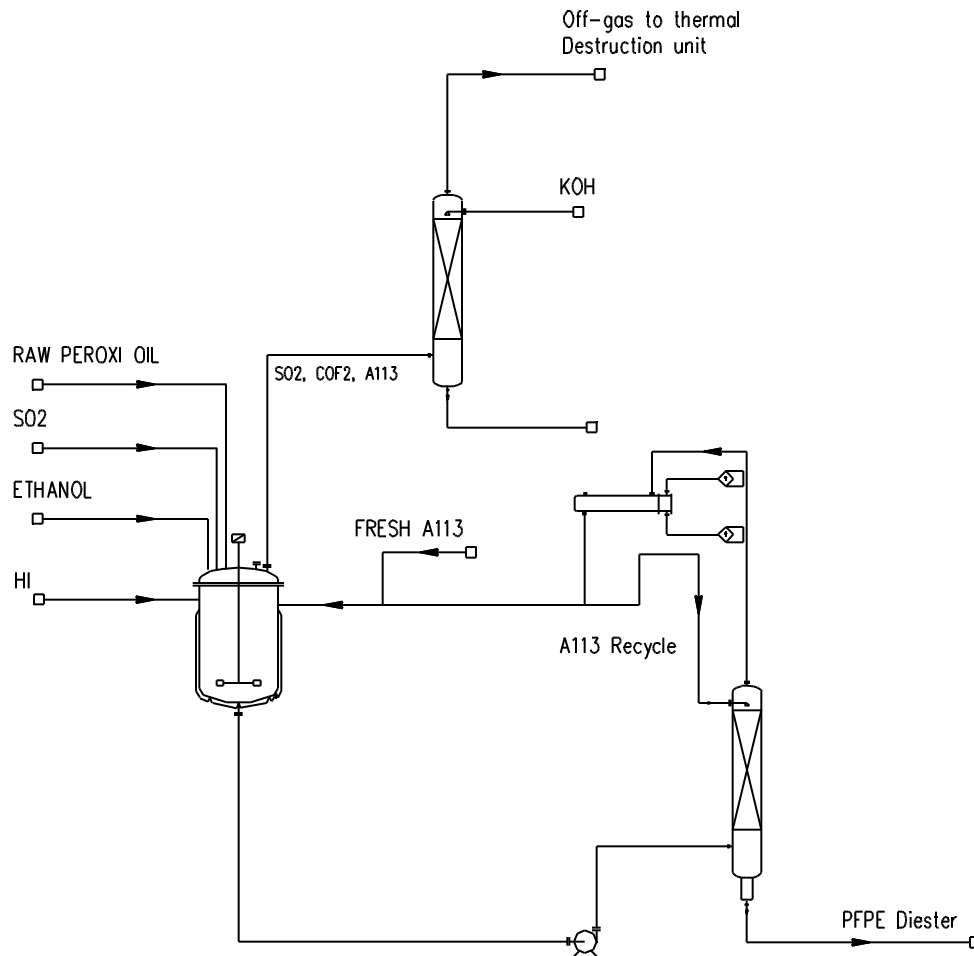 Off-gas to thermal
Destruction unit
KOH
RAW PEROXI OIL
SO2, COF2, A113
SO2
ETHANOL
FRESH A113
HI
A113 Recycle
PFPE Diester